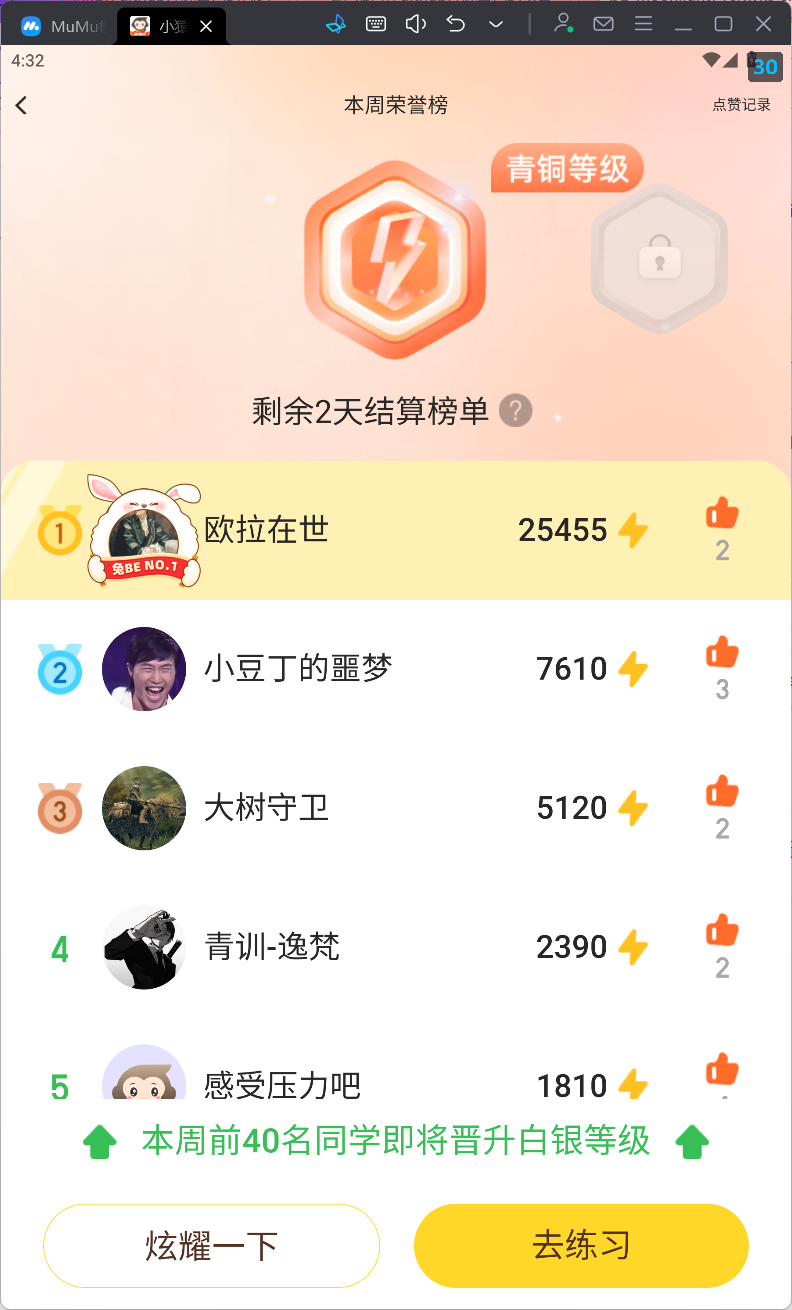 MuMu
小猿
4:32
30
本周荣誉榜
点赞记录
青铜等级
剩余2天结算榜单 ?
1
兔BE NO.1
欧拉在世
25455
2
2
小豆丁的噩梦
7610
3
3
大树守卫
5120
2
4
青训-逸梵
2390
2
5
感受压力吧
1810
本周前40名同学即将晋升白银等级
炫耀一下
去练习